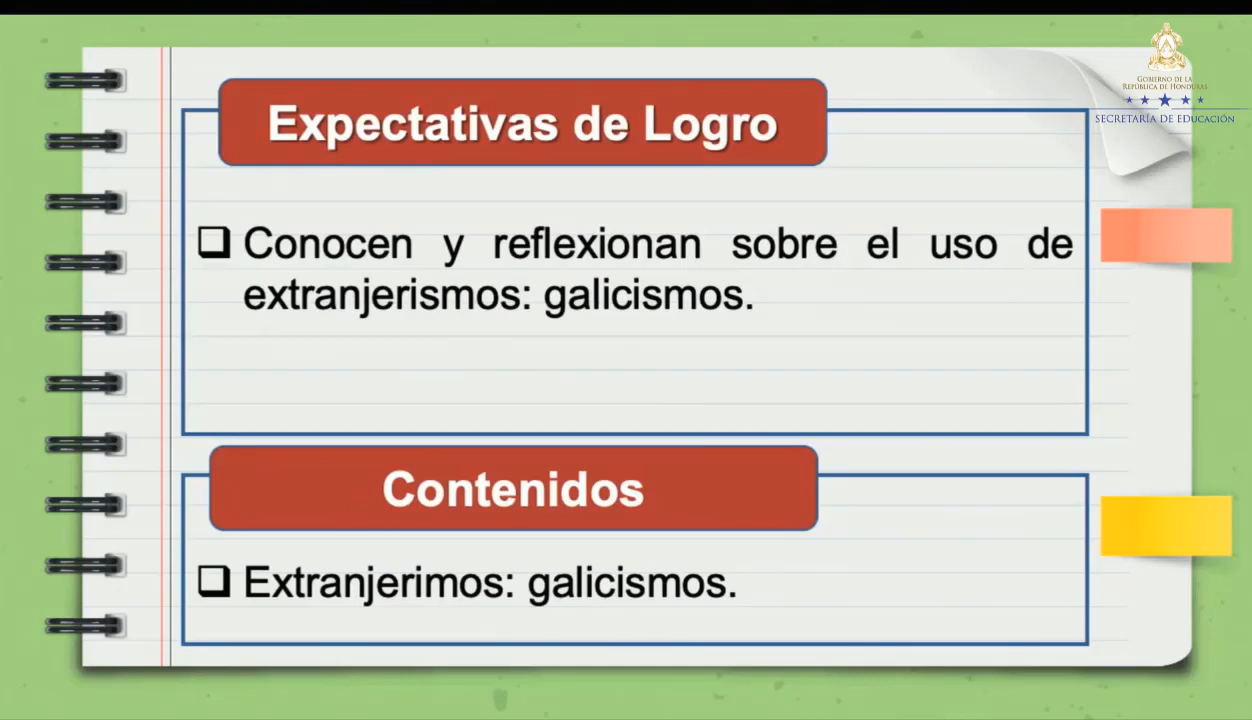 GOBIERNO DE LA
REPÚBLICA DE HONDURAS
SECRETARÍA DE EDUCACIÓN
Expectativas de Logro
Conocen y reflexionan sobre el uso de
extranjerismos: galicismos.
Contenidos
Extranjerimos: galicismos.